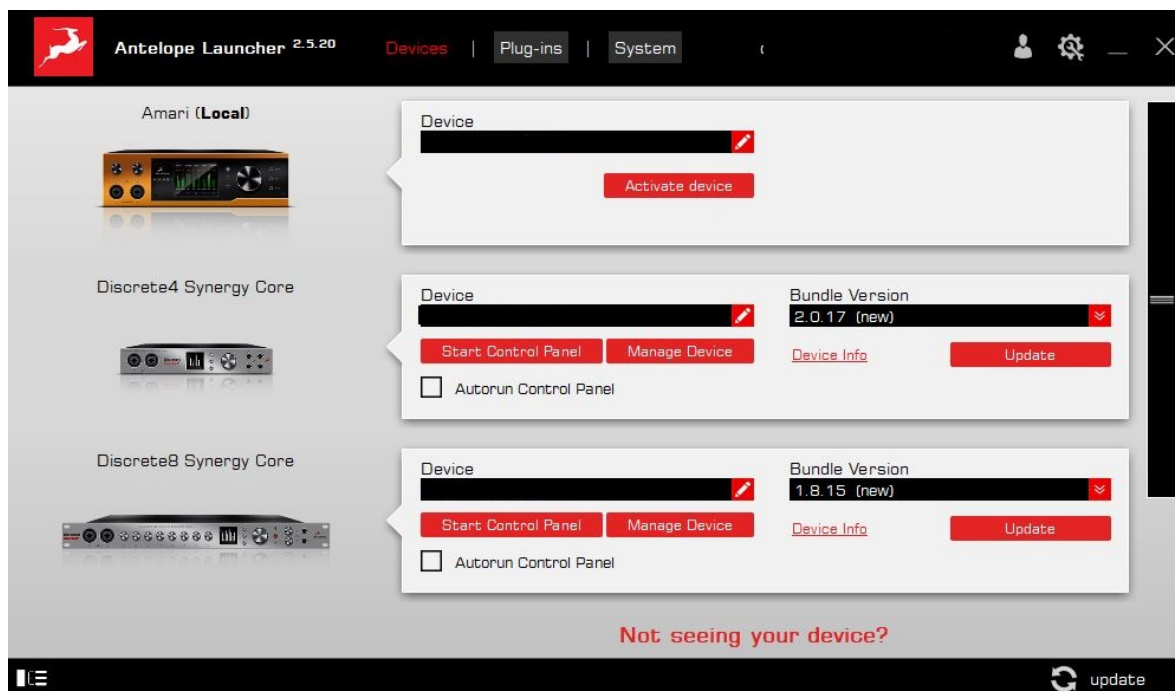 Antelope Launcher 2.5.20
Devices | Plug-ins | System
Amari (Local)
Device
Activate device
Discrete4 Synergy Core
Device
Bundle Version
2.0.17 (new)
Start Control Panel
Manage Device
Device Info
Update
Autorun Control Panel
Discrete8 Synergy Core
Device
Bundle Version
1.8.15 (new)
Start Control Panel
Manage Device
Device Info
Update
Autorun Control Panel
Not seeing your device?
update